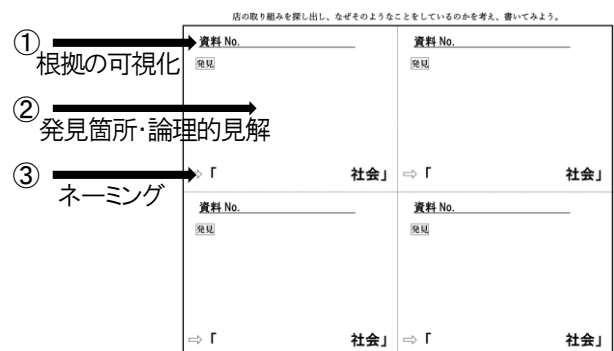 店の取り組みを探し出し、なぜそのようなことをしているのかを考え、書いてみよう。
①
根拠の可視化
②
発見箇所・論理的見解
③
ネーミング
資料 No.
発見
⇨「 社会」
資料 No.
発見
⇨「 社会」
資料 No.
発見
⇨「 社会」
資料 No.
発見
⇨「 社会」